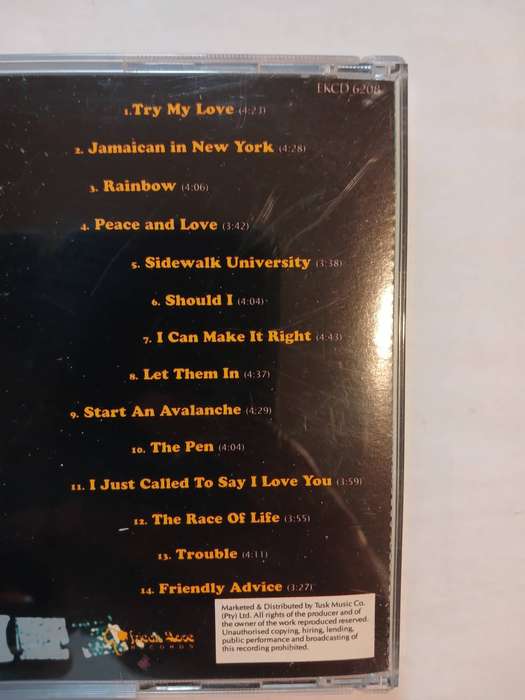 EKCD 6208
1. Try My Love (4:23)
2. Jamaican in New York (4:28)
3. Rainbow (4:06)
4. Peace and Love (3:42)
5. Sidewalk University (3:38)
6. Should I (4:04)
7. I Can Make It Right (4:43)
8. Let Them In (4:37)
9. Start An Avalanche (4:29)
10. The Pen (4:04)
11. I Just Called To Say I Love You (3:59)
12. The Race Of Life (3:55)
13. Trouble (4:11)
14. Friendly Advice (3:27)
Marketed & Distributed by Tusk Music Co.
(Pty) Ltd. All rights of the producer and of
the owner of the work reproduced reserved.
Unauthorised copying, hiring, lending,
public performance and broadcasting of
this recording prohibited.
RECORDS